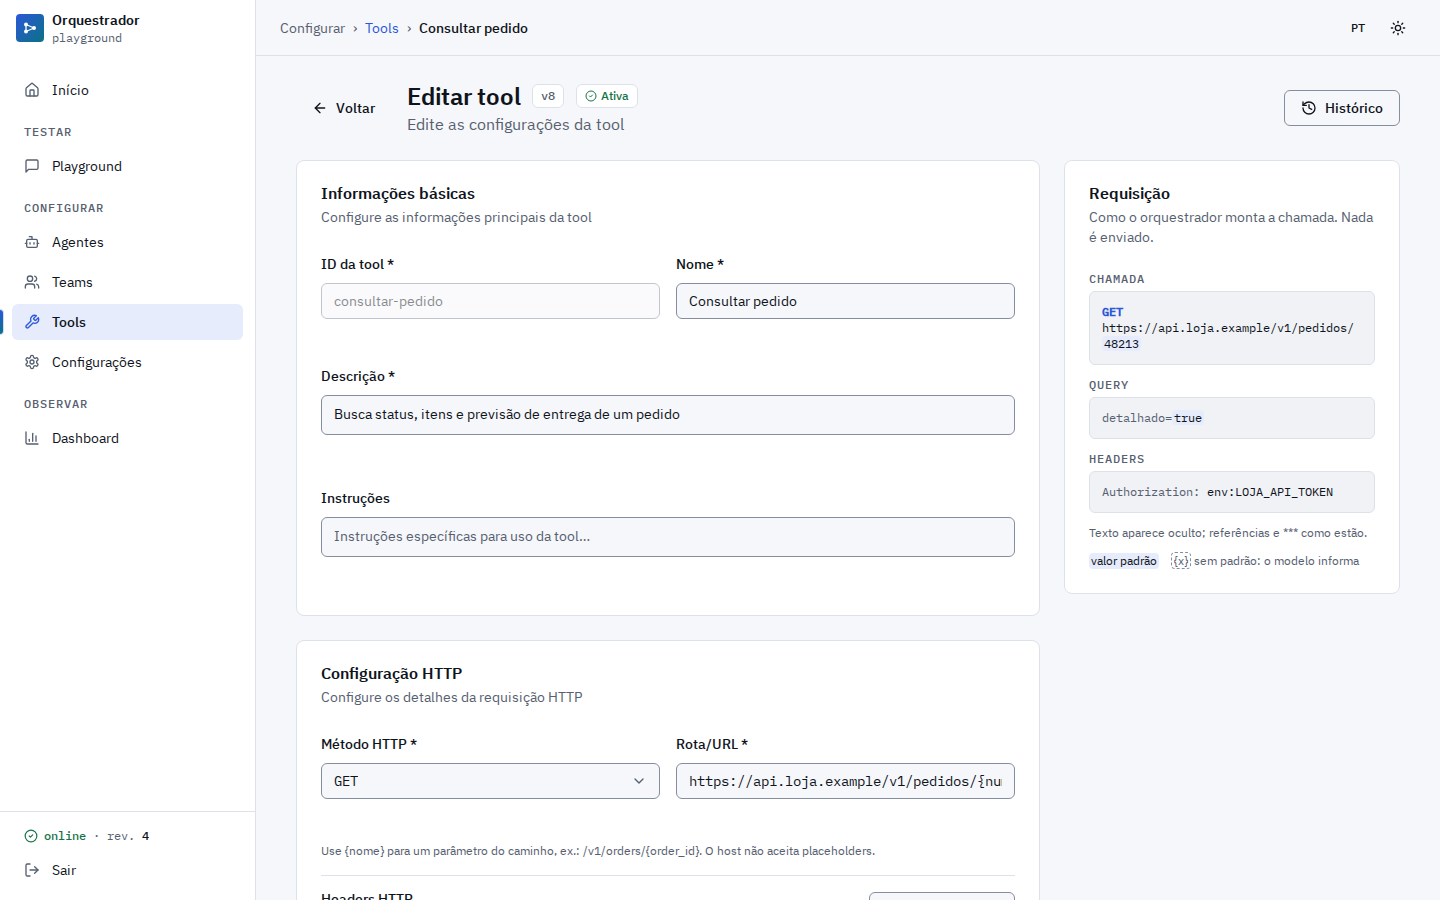 Orquestrador
playground
Início
TESTAR
Playground
CONFIGURAR
Agentes
Teams
Tools
Configurações
OBSERVAR
Dashboard
online · rev. 4
Sair
Configurar › Tools › Consultar pedido
PT
Voltar
Editar tool v8 Ativa
Edite as configurações da tool
Histórico
Informações básicas
Configure as informações principais da tool
ID da tool * Nome *
consultar-pedido Consultar pedido
Descrição *
Busca status, itens e previsão de entrega de um pedido
Instruções
Instruções específicas para uso da tool...
Configuração HTTP
Configure os detalhes da requisição HTTP
Método HTTP * Rota/URL *
GET https://api.loja.example/v1/pedidos/{nu
Use {nome} para um parâmetro do caminho, ex.: /v1/orders/{order_id}. O host não aceita placeholders.
Headers HTTP
Requisição
Como o orquestrador monta a chamada. Nada
é enviado.
CHAMADA
GET
https://api.loja.example/v1/pedidos/
48213
QUERY
detalhado=true
HEADERS
Authorization: env:LOJA_API_TOKEN
Texto aparece oculto; referências e *** como estão.
valor padrão {x} sem padrão: o modelo informa